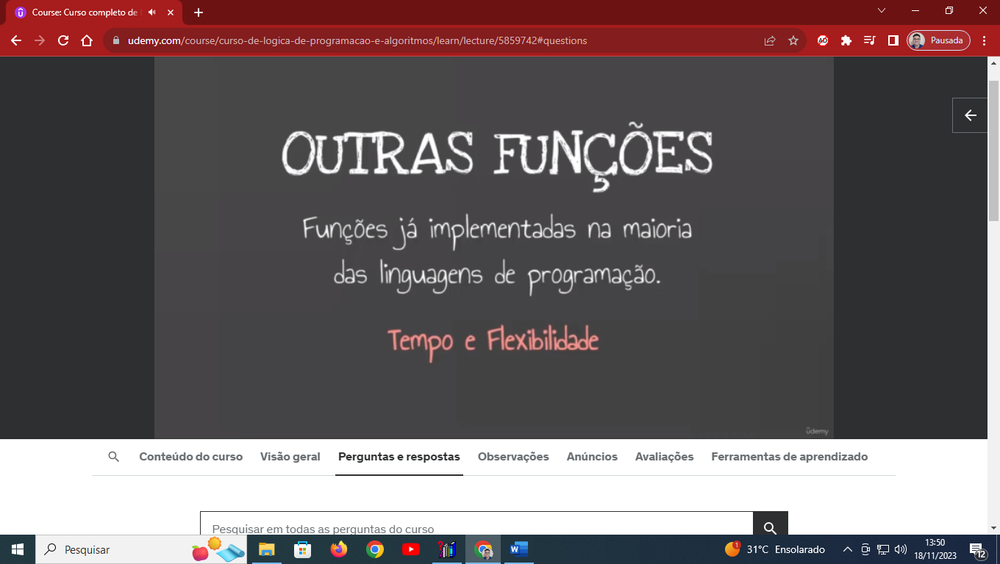 Course: Curso completo de
udemy.com/course/curso-de-logica-de-programacao-e-algoritmos/learn/lecture/5859742#questions
Pausada
OUTRAS FUNÇÕES
Funções já implementadas na maioria
das linguagens de programação.
Tempo e Flexibilidade
udemy
Conteúdo do curso Visão geral Perguntas e respostas Observações Anúncios Avaliações Ferramentas de aprendizado
Pesquisar em todas as perguntas do curso
Pesquisar
1
31°C Ensolarado
13:50
18/11/2023
12